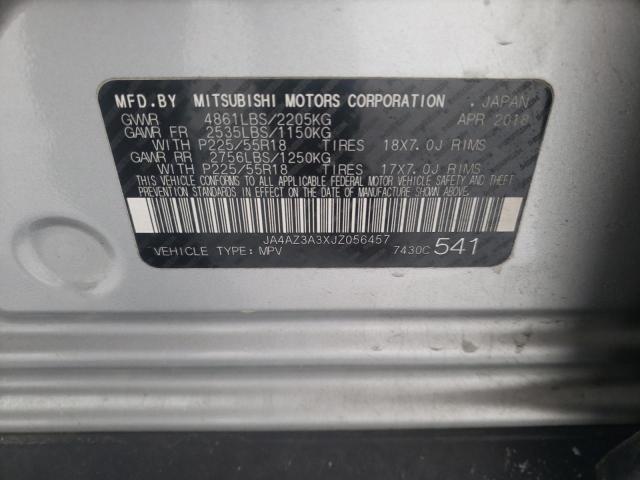 MFD.BY MITSUBISHI MOTORS CORPORATION . JAPAN
GVWR 4861LBS/2205KG APR 2018
GAWR FR 2535LBS/1150KG
WITH P225/55R18 TIRES 18X7.0J RIMS
GAWR RR 2756LBS/1250KG
WITH P225/55R18 TIRES 17X7.0J RIMS
THIS VEHICLE CONFORMS TO ALL APPLICABLE FEDERAL MOTOR VEHICLE SAFETY AND THEFT
PREVENTION STANDARDS IN EFFECT ON THE DATE OF MANUFACTURE SHOWN ABOVE.
JA4AZ3A3XJZ056457
VEHICLE TYPE:MPV 7430C 541